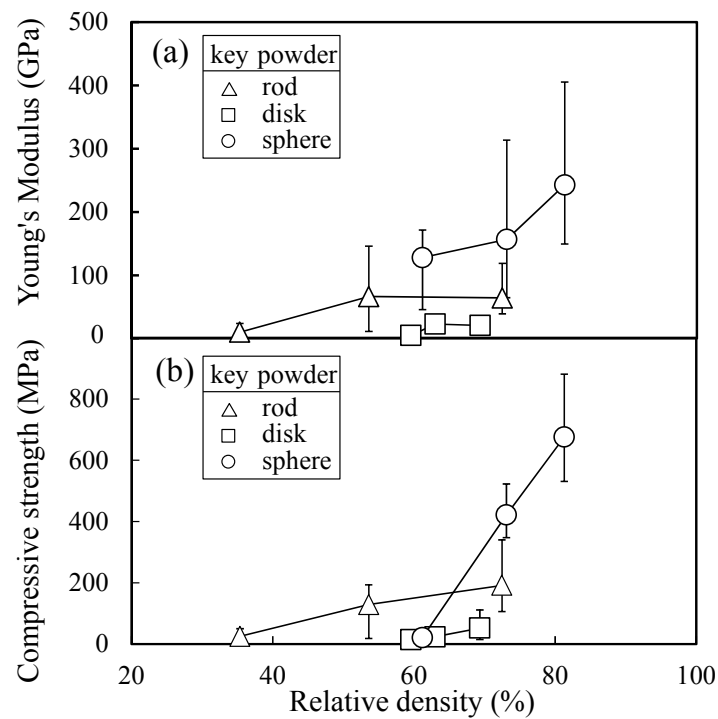 500
(a)
key powder
rod
disk
sphere
400
300
200
100
0
Young's Modulus (GPa)
(b)
key powder
rod
disk
sphere
800
600
400
200
0
Compressive strength (MPa)
20 40 60 80 100
Relative density (%)